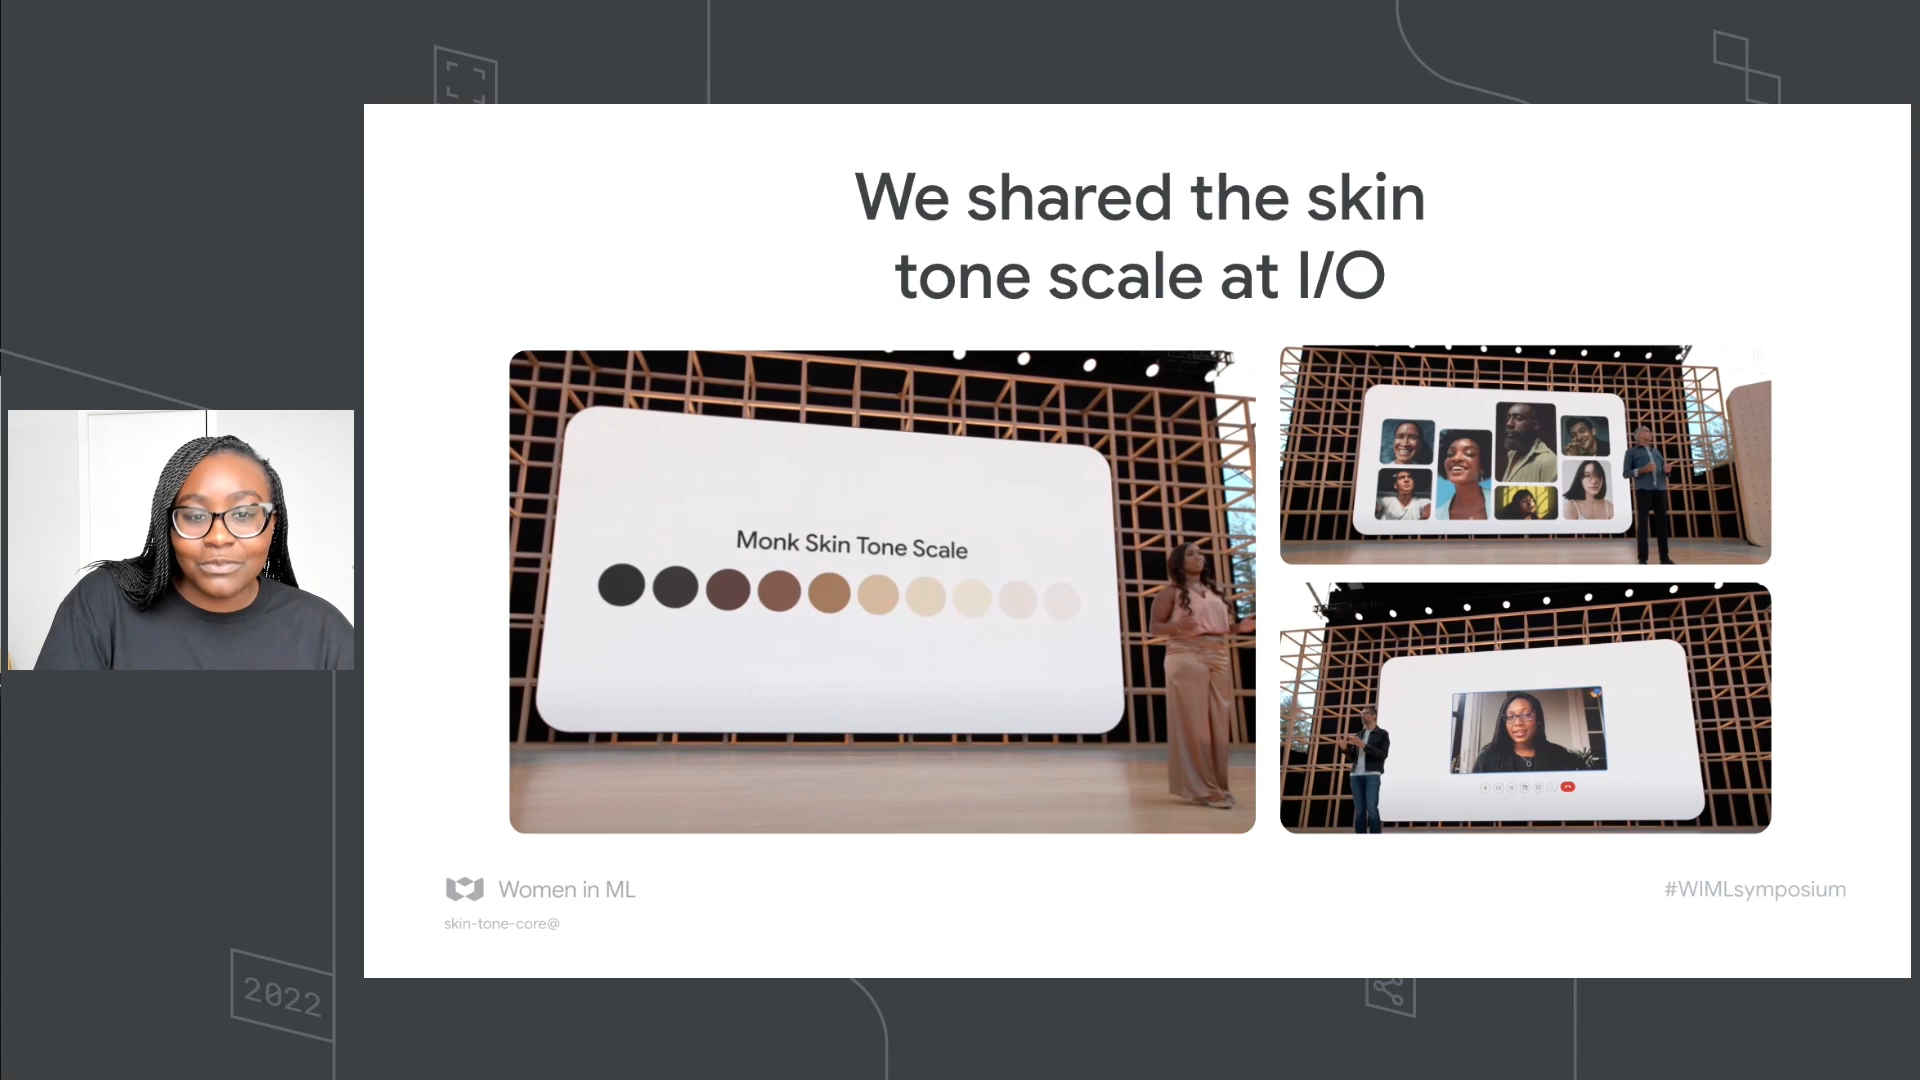 We shared the skin
tone scale at I/O
Monk Skin Tone Scale
Women in ML
skin-tone-core@
#WIMLsymposium
2022